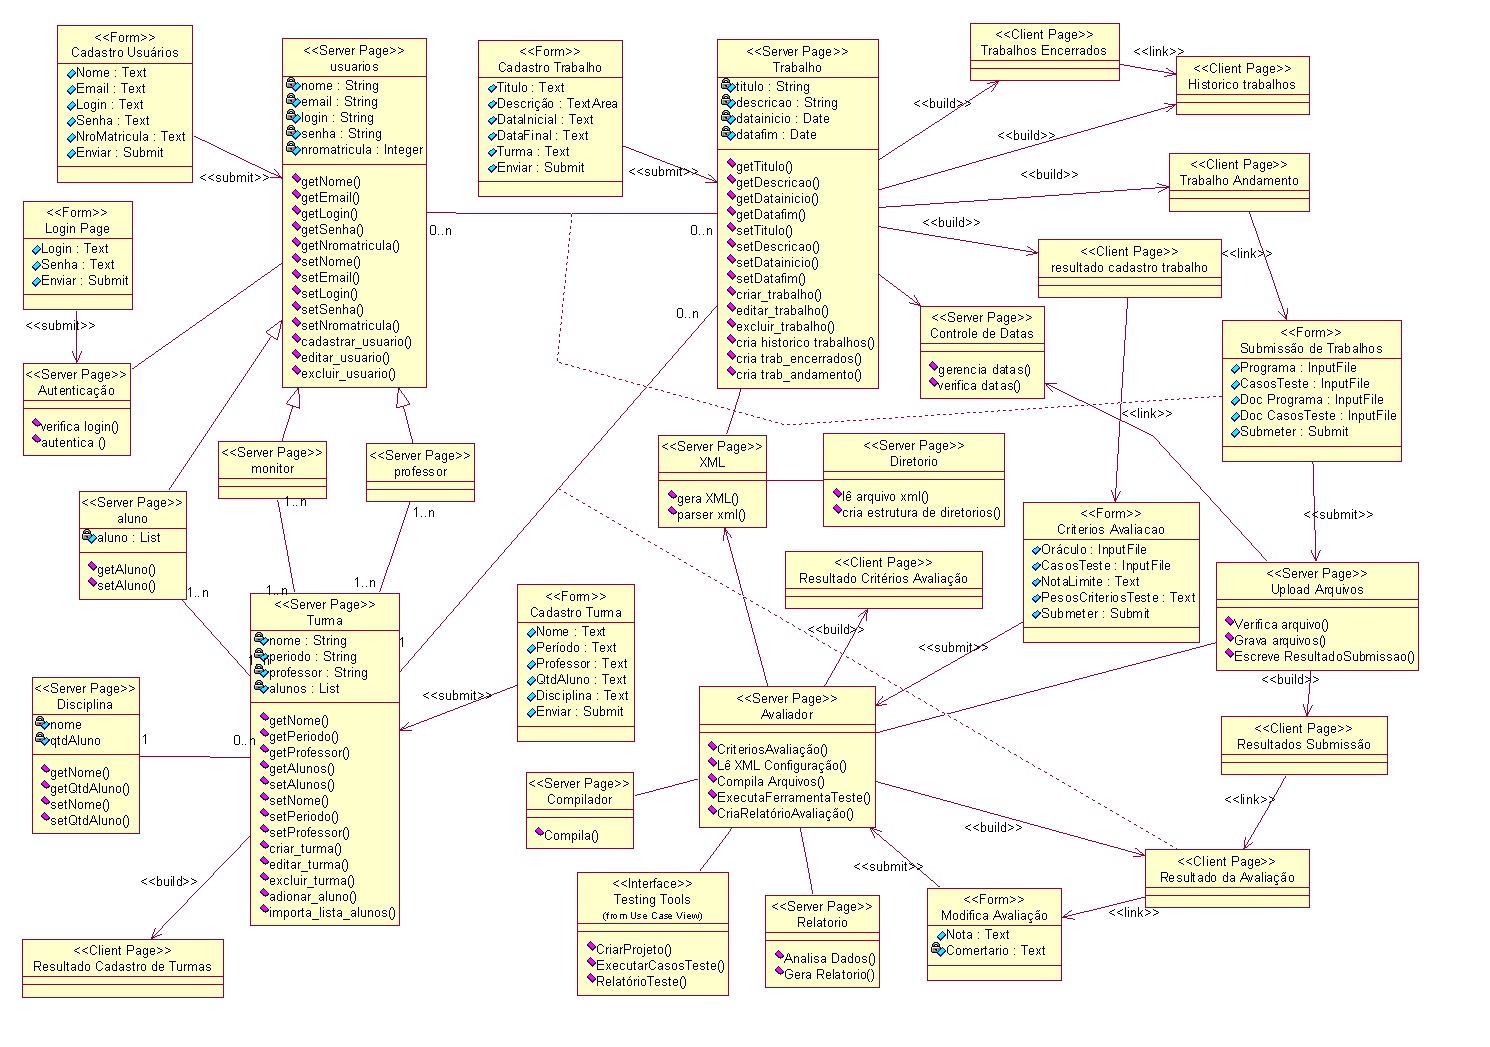 <<Form>>
Cadastro Usuários
Nome : Text
Email : Text
Login : Text
Senha : Text
NroMatricula : Text
Enviar : Submit
<<submit>>
<<Server Page>>
usuarios
nome : String
email : String
login : String
senha : String
nromatricula : Integer
getNome()
getEmail()
getLogin()
getSenha()
getNromatricula()
setNome()
setEmail()
setLogin()
setSenha()
setNromatricula()
cadastrar_usuario()
editar_usuario()
excluir_usuario()
0..n
<<Form>>
Cadastro Trabalho
Titulo : Text
Descrição : TextArea
DataInicial : Text
DataFinal : Text
Turma : Text
Enviar : Submit
<<submit>>
0..n
0..n
<<Server Page>>
Trabalho
titulo : String
descricao : String
datainicio : Date
datafim : Date
getTitulo()
getDescricao()
getDatainicio()
getDatafim()
setTitulo()
setDescricao()
setDatainicio()
setDatafim()
criar_trabalho()
editar_trabalho()
excluir_trabalho()
cria historico trabalhos()
cria trab_encerrados()
cria trab_andamento()
<<Client Page>>
Trabalhos Encerrados
<<link>>
<<Client Page>>
Historico trabalhos
<<build>>
<<build>>
<<Client Page>>
Trabalho Andamento
<<build>>
<<build>>
<<Client Page>>
resultado cadastro trabalho
<<link>>
<<Server Page>>
Controle de Datas
gerencia datas()
verifica datas()
<<Form>>
Submissão de Trabalhos
Programa : InputFile
CasosTeste : InputFile
Doc Programa : InputFile
Doc CasosTeste : InputFile
Submeter : Submit
<<link>>
<<submit>>
<<Form>>
Login Page
Login : Text
Senha : Text
Enviar : Submit
<<submit>>
<<Server Page>>
Autenticação
verifica login()
autentica ()
<<Server Page>>
monitor
1..n
<<Server Page>>
professor
1..n
<<Server Page>>
aluno
aluno : List
getAluno()
setAluno()
1..n
1..n
1..n
1..n
1
<<Server Page>>
XML
gera XML()
parser xml()
<<Server Page>>
Diretorio
lê arquivo xml()
cria estrutura de diretorios()
<<Form>>
Criterios Avaliacao
Oráculo : InputFile
CasosTeste : InputFile
NotaLimite : Text
PesosCriteriosTeste : Text
Submeter : Submit
<<submit>>
<<Client Page>>
Resultado Critérios Avaliação
<<build>>
<<Server Page>>
Upload Arquivos
Verifica arquivo()
Grava arquivos()
Escreve ResultadoSubmissao()
<<build>>
<<Server Page>>
Turma
nome : String
periodo : String
professor : String
alunos : List
getNome()
getPeriodo()
getProfessor()
getAlunos()
setAlunos()
setNome()
setPeriodo()
setProfessor()
criar_turma()
editar_turma()
excluir_turma()
adionar_aluno()
importa_lista_alunos()
<<Form>>
Cadastro Turma
Nome : Text
Período : Text
Professor : Text
QtdAluno : Text
Disciplina : Text
Enviar : Submit
<<submit>>
<<Server Page>>
Disciplina
nome
qtdAluno
getNome()
getQtdAluno()
setNome()
setQtdAluno()
1
0..n
<<build>>
<<Client Page>>
Resultado Cadastro de Turmas
<<Server Page>>
Avaliador
CriteriosAvaliação()
Lê XML Configuração()
Compila Arquivos()
ExecutaFerramentaTeste()
CriaRelatórioAvaliação()
<<Server Page>>
Compilador
Compila()
<<Client Page>>
Resultados Submissão
<<link>>
<<build>>
<<submit>>
<<Client Page>>
Resultado da Avaliação
<<link>>
<<Interface>>
Testing Tools
(from Use Case View)
CriarProjeto()
ExecutarCasosTeste()
RelatórioTeste()
<<Server Page>>
Relatorio
Analisa Dados()
Gera Relatorio()
<<Form>>
Modifica Avaliação
Nota : Text
Comertario : Text